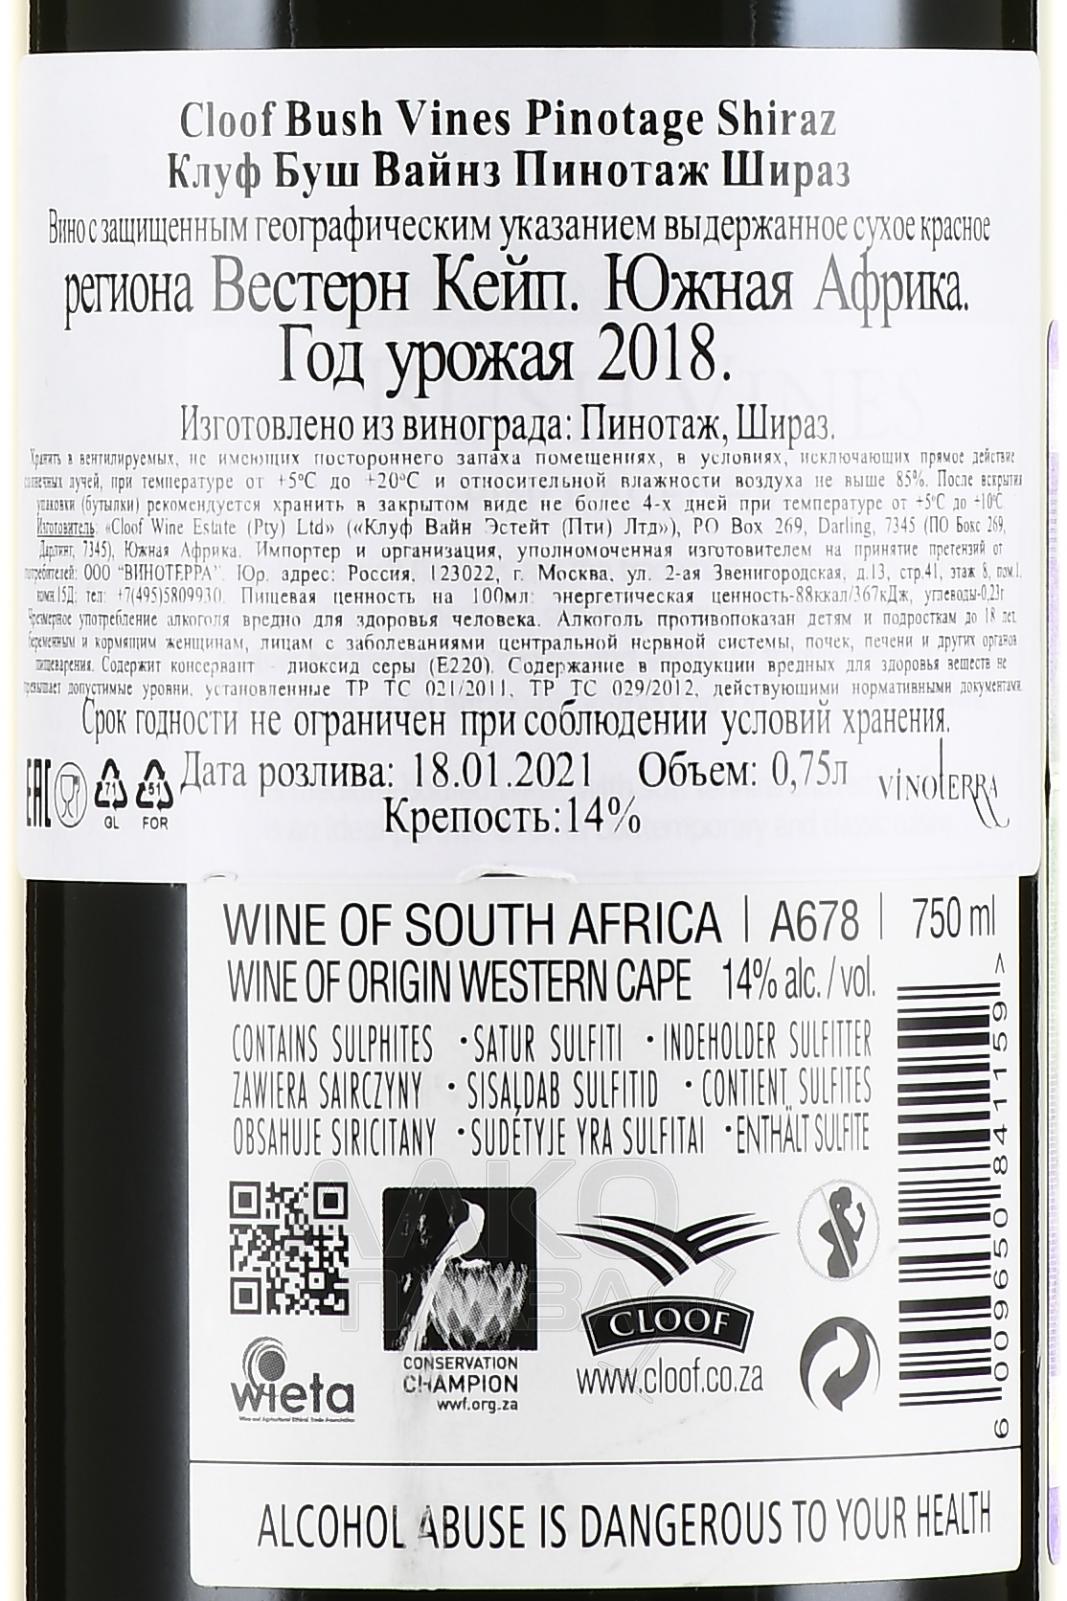 Cloof Bush Vines Pinotage Shiraz
Клуф Буш Вайнз Пинотаж Шираз
Вино с защищенным географическим указанием выдержанное сухое красное
региона Вестерн Кейп. Южная Африка.
Год урожая 2018.
Изготовлено из винограда: Пинотаж, Шираз.
Хранить в вентилируемых, не имеющих постороннего запаха помещениях, в условиях, исключающих прямое действие
солнечных лучей, при температуре от +5°С до +20°С и относительной влажности воздуха не выше 85%. После вскрытия
упаковки (бутылки) рекомендуется хранить в закрытом виде не более 4-х дней при температуре от +5°С до +10°С.
Изготовитель: «Cloof Wine Estate (Pty) Ltd» («Клуф Вайн Эстейт (Пти) Лтд»), PO Box 269, Darling, 7345 (ПО Бокс 269,
Дарлинг, 7345), Южная Африка. Импортер и организация, уполномоченная изготовителем на принятие претензий от
потребителей: ООО "ВИНОТЕРРА". Юр. адрес: Россия, 123022, г. Москва, ул. 2-ая Звенигородская, д.13, стр.41, этаж 8, пом.I,
комн.15Д; тел: +7(495)5809930. Пищевая ценность на 100мл: энергетическая ценность-88ккал/367кДж, углеводы-0,23г
Чрезмерное употребление алкоголя вредно для здоровья человека. Алкоголь противопоказан детям и подросткам до 18 лет,
беременным и кормящим женщинам, лицам с заболеваниями центральной нервной системы, почек, печени и других органов
пищеварения. Содержит консервант - диоксид серы (Е220). Содержание в продукции вредных для здоровья веществ не
превышает допустимые уровни, установленные ТР ТС 021/2011, ТР ТС 029/2012, действующими нормативными документами.
Срок годности не ограничен при соблюдении условий хранения.
EAC 71 GL 51 FOR Дата розлива: 18.01.2021 Объем: 0,75л VINOTERRA
Крепость:14%
WINE OF SOUTH AFRICA | A678 | 750 ml
WINE OF ORIGIN WESTERN CAPE 14% alc. / vol.
CONTAINS SULPHITES · SATUR SULFITI · INDEHOLDER SULFITTER
ZAWIERA SAIRCZYNY · SISAĻDAB SULFITID · CONTIENT SULFITES
OBSAHUJE SIRICITANY · SUDĖTYJE YRA SULFITAI · ENTHÄLT SULFITE
wieta
Wine and Agricultural Ethical Trade Association
CONSERVATION
CHAMPION
wwf.org.za
CLOOF
www.cloof.co.za
6 009650 841159 >
ALCOHOL ABUSE IS DANGEROUS TO YOUR HEALTH